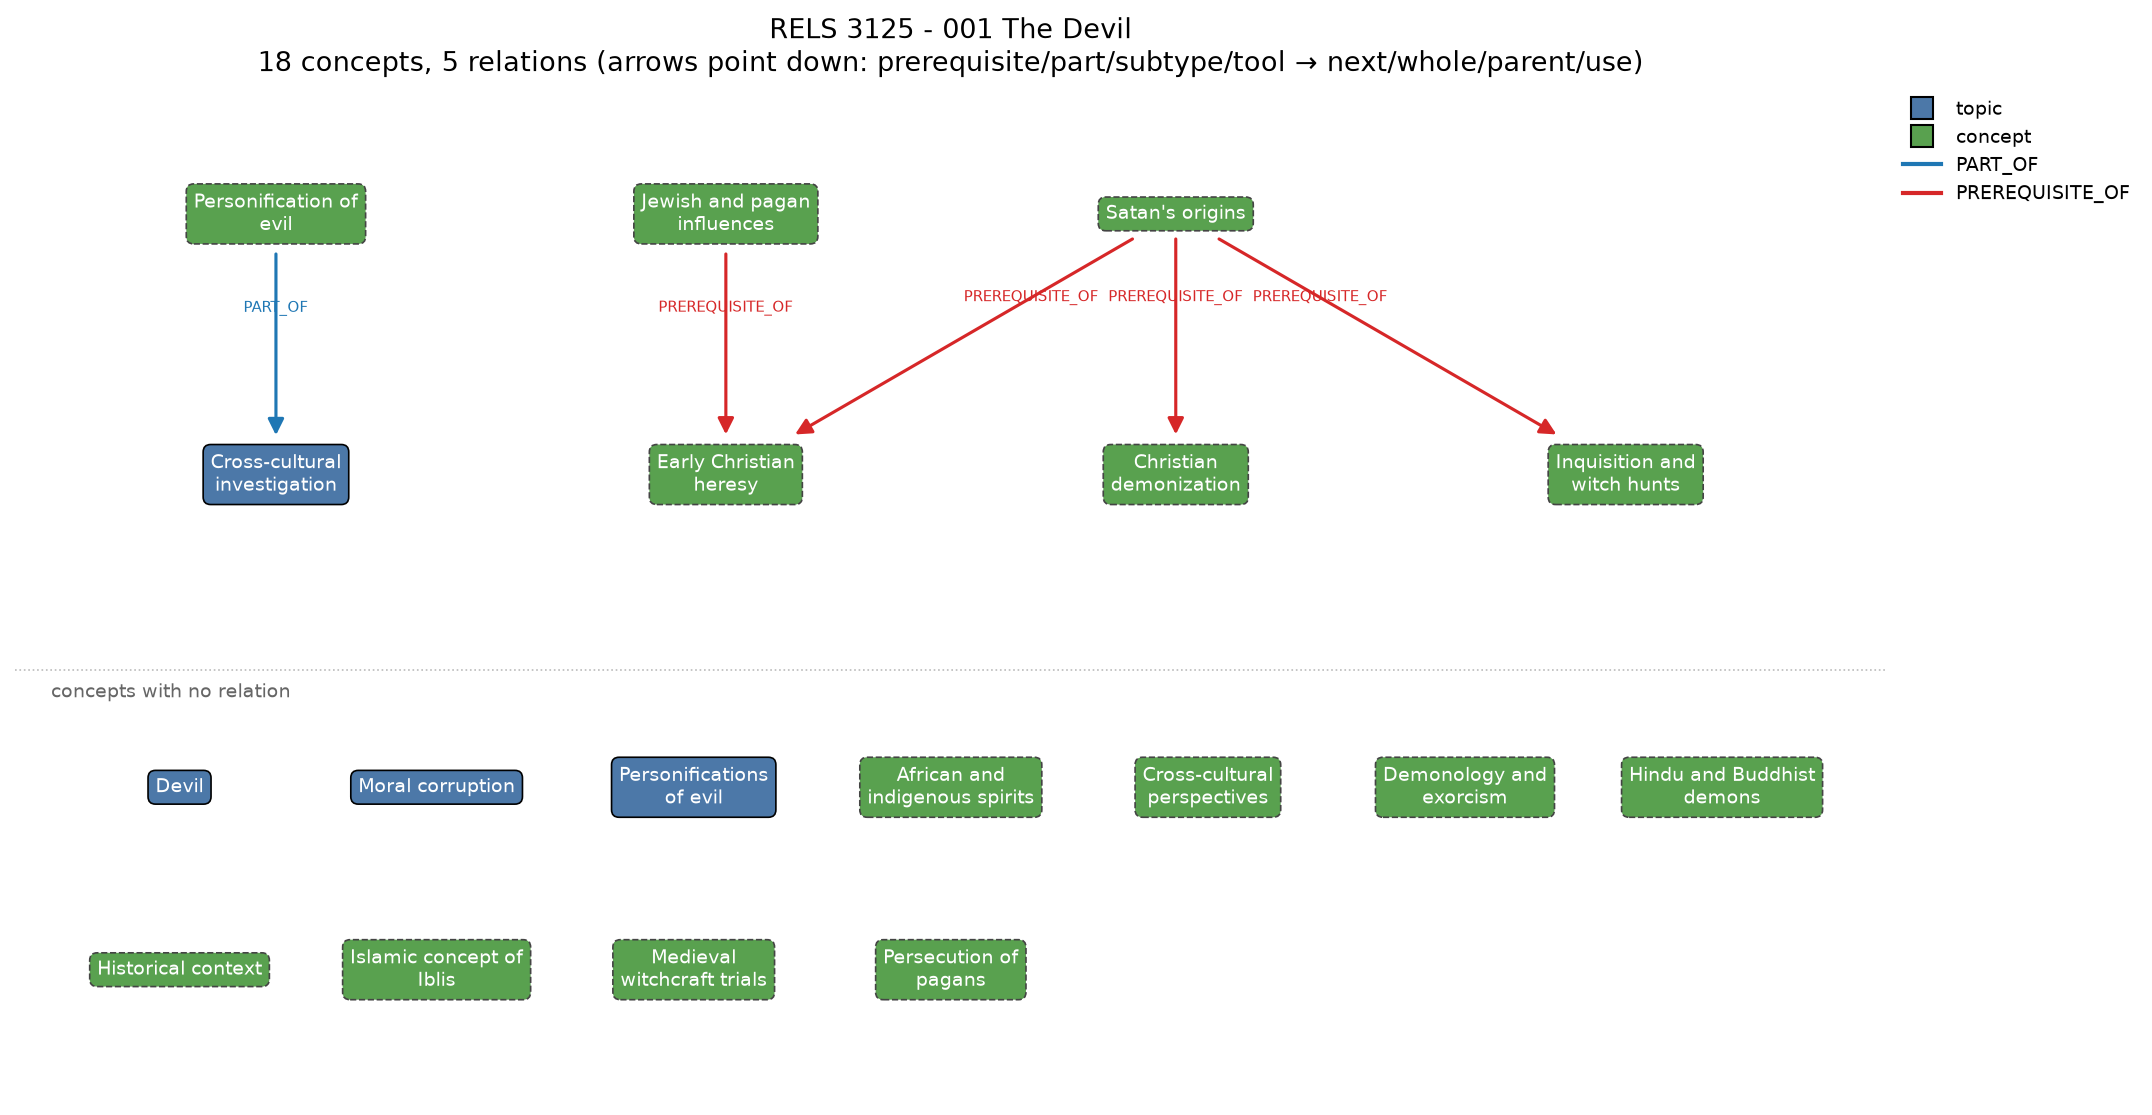 RELS 3125 - 001 The Devil
18 concepts, 5 relations (arrows point down: prerequisite/part/subtype/tool → next/whole/parent/use)
topic
concept
PART_OF
PREREQUISITE_OF
Personification of
evil
Jewish and pagan
influences
Satan's origins
PART_OF
PREREQUISITE_OF
PREREQUISITE_OF
PREREQUISITE_OF
PREREQUISITE_OF
Cross-cultural
investigation
Early Christian
heresy
Christian
demonization
Inquisition and
witch hunts
concepts with no relation
Devil
Moral corruption
Personifications
of evil
African and
indigenous spirits
Cross-cultural
perspectives
Demonology and
exorcism
Hindu and Buddhist
demons
Historical context
Islamic concept of
Iblis
Medieval
witchcraft trials
Persecution of
pagans